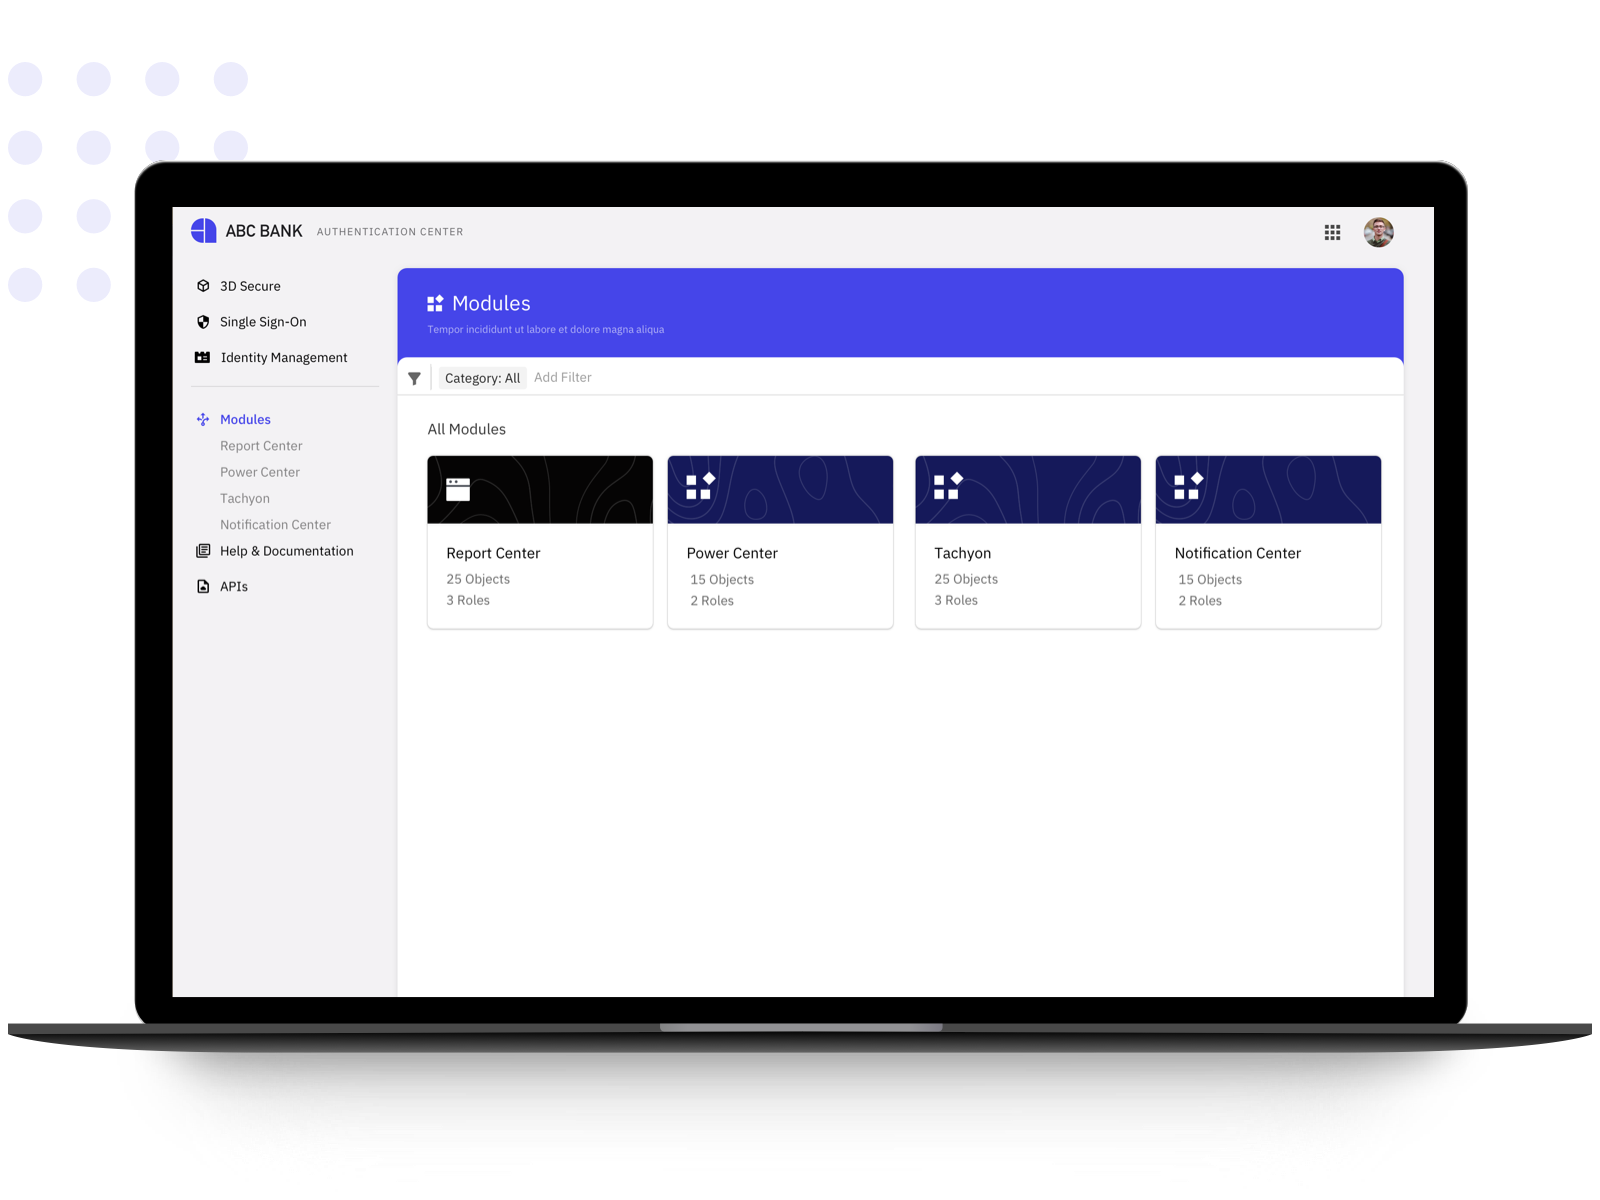 ABC BANK AUTHENTICATION CENTER
3D Secure
Single Sign-On
Identity Management
Modules
Report Center
Power Center
Tachyon
Notification Center
Help & Documentation
APIs
Modules
Tempor incididunt ut labore et dolore magna aliqua
Category: All Add Filter
All Modules
Report Center
25 Objects
3 Roles
Power Center
15 Objects
2 Roles
Tachyon
25 Objects
3 Roles
Notification Center
15 Objects
2 Roles